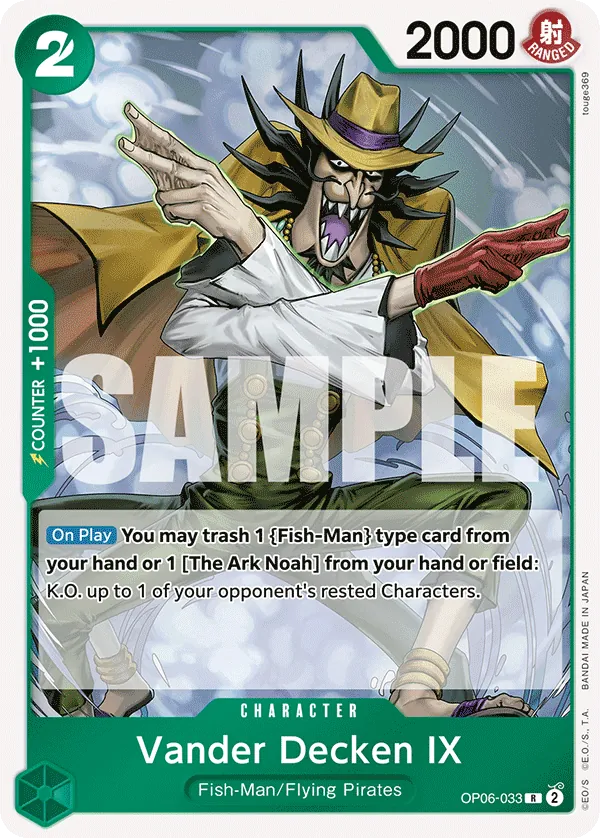 2
2000
射
RANGED
touge369
COUNTER +1000
SAMPLE
On Play You may trash 1 {Fish-Man} type card from
your hand or 1 [The Ark Noah] from your hand or field:
K.O. up to 1 of your opponent's rested Characters.
CHARACTER
Vander Decken IX
Fish-Man/Flying Pirates
OP06-033 R 2
©EO/S ©E.O./S., T.A. BANDAI MADE IN JAPAN